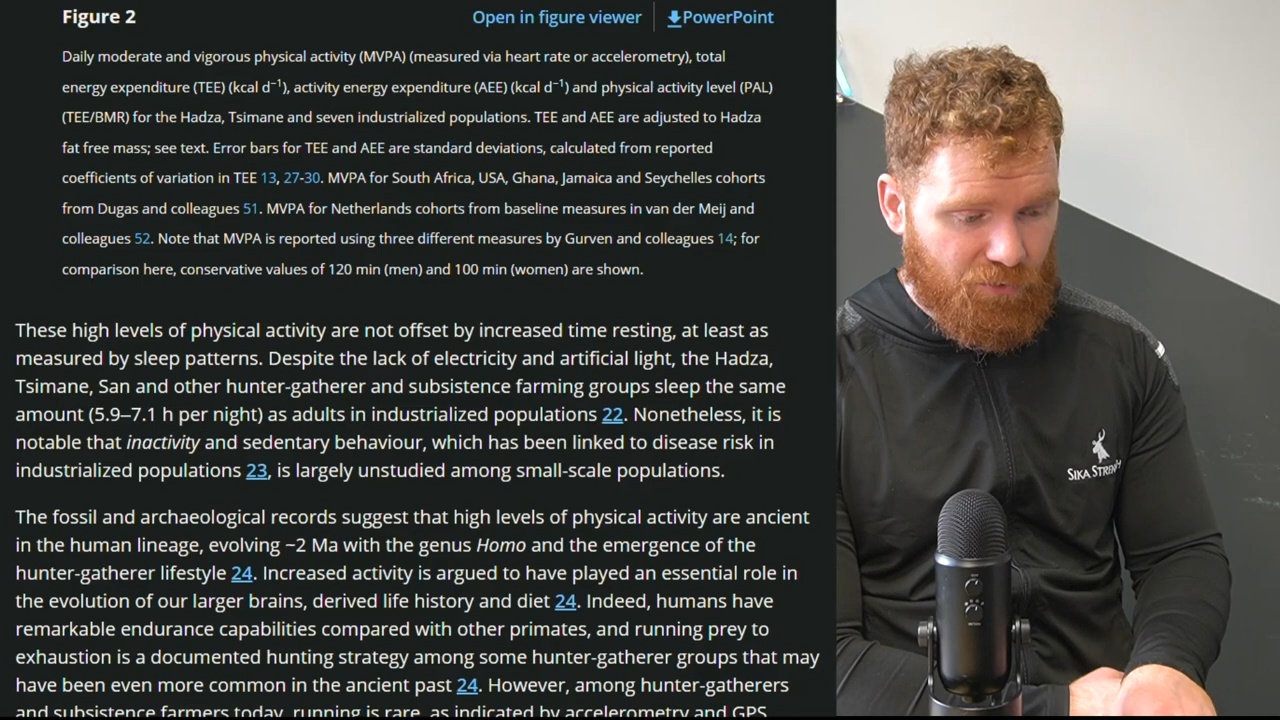 Figure 2
Open in figure viewer
PowerPoint
Daily moderate and vigorous physical activity (MVPA) (measured via heart rate or accelerometry), total
energy expenditure (TEE) (kcal d−1), activity energy expenditure (AEE) (kcal d−1) and physical activity level (PAL)
(TEE/BMR) for the Hadza, Tsimane and seven industrialized populations. TEE and AEE are adjusted to Hadza
fat free mass; see text. Error bars for TEE and AEE are standard deviations, calculated from reported
coefficients of variation in TEE 13, 27-30. MVPA for South Africa, USA, Ghana, Jamaica and Seychelles cohorts
from Dugas and colleagues 51. MVPA for Netherlands cohorts from baseline measures in van der Meij and
colleagues 52. Note that MVPA is reported using three different measures by Gurven and colleagues 14; for
comparison here, conservative values of 120 min (men) and 100 min (women) are shown.
These high levels of physical activity are not offset by increased time resting, at least as
measured by sleep patterns. Despite the lack of electricity and artificial light, the Hadza,
Tsimane, San and other hunter-gatherer and subsistence farming groups sleep the same
amount (5.9–7.1 h per night) as adults in industrialized populations 22. Nonetheless, it is
notable that inactivity and sedentary behaviour, which has been linked to disease risk in
industrialized populations 23, is largely unstudied among small-scale populations.
The fossil and archaeological records suggest that high levels of physical activity are ancient
in the human lineage, evolving ~2 Ma with the genus Homo and the emergence of the
hunter-gatherer lifestyle 24. Increased activity is argued to have played an essential role in
the evolution of our larger brains, derived life history and diet 24. Indeed, humans have
remarkable endurance capabilities compared with other primates, and running prey to
exhaustion is a documented hunting strategy among some hunter-gatherer groups that may
have been even more common in the ancient past 24. However, among hunter-gatherers
and subsistence farmers today, running is rare, as indicated by accelerometry and GPS
SIKA